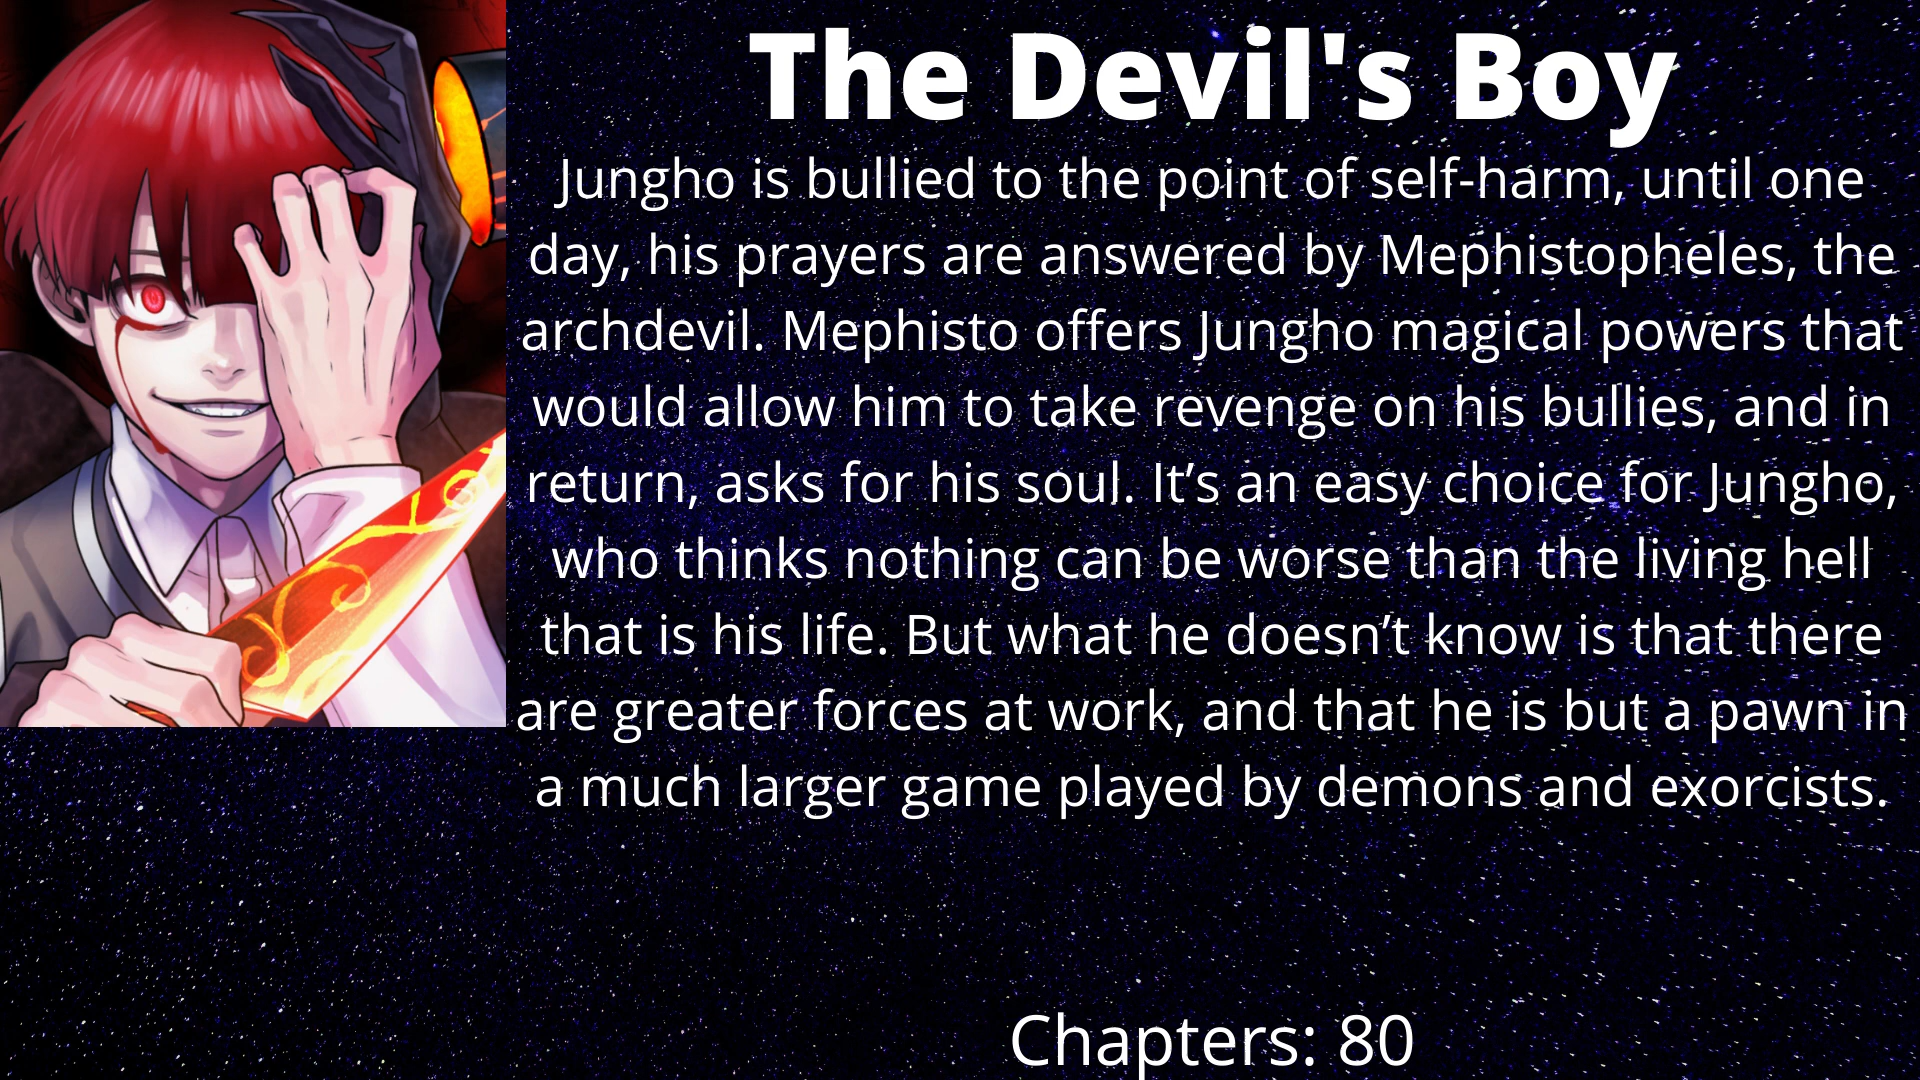 The Devil's Boy
Jungho is bullied to the point of self-harm, until one
day, his prayers are answered by Mephistopheles, the
archdevil. Mephisto offers Jungho magical powers that
would allow him to take revenge on his bullies, and in
return, asks for his soul. It’s an easy choice for Jungho,
who thinks nothing can be worse than the living hell
that is his life. But what he doesn’t know is that there
are greater forces at work, and that he is but a pawn in
a much larger game played by demons and exorcists.
Chapters: 80